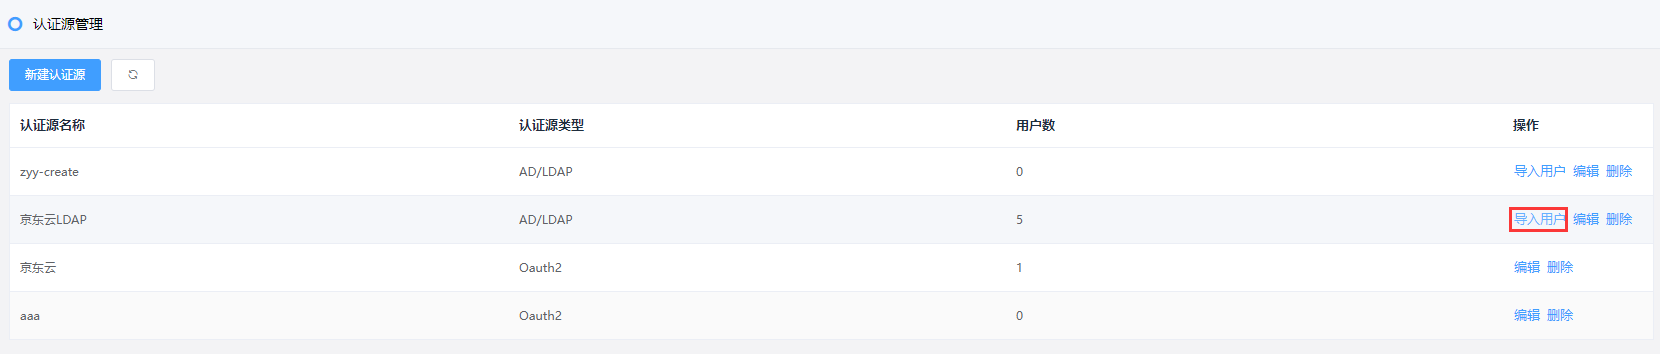 认证源管理
新建认证源
认证源名称 认证源类型 用户数 操作
zyy-create AD/LDAP 0 导入用户 编辑 删除
京东云LDAP AD/LDAP 5 导入用户 编辑 删除
京东云 Oauth2 1 编辑 删除
aaa Oauth2 0 编辑 删除